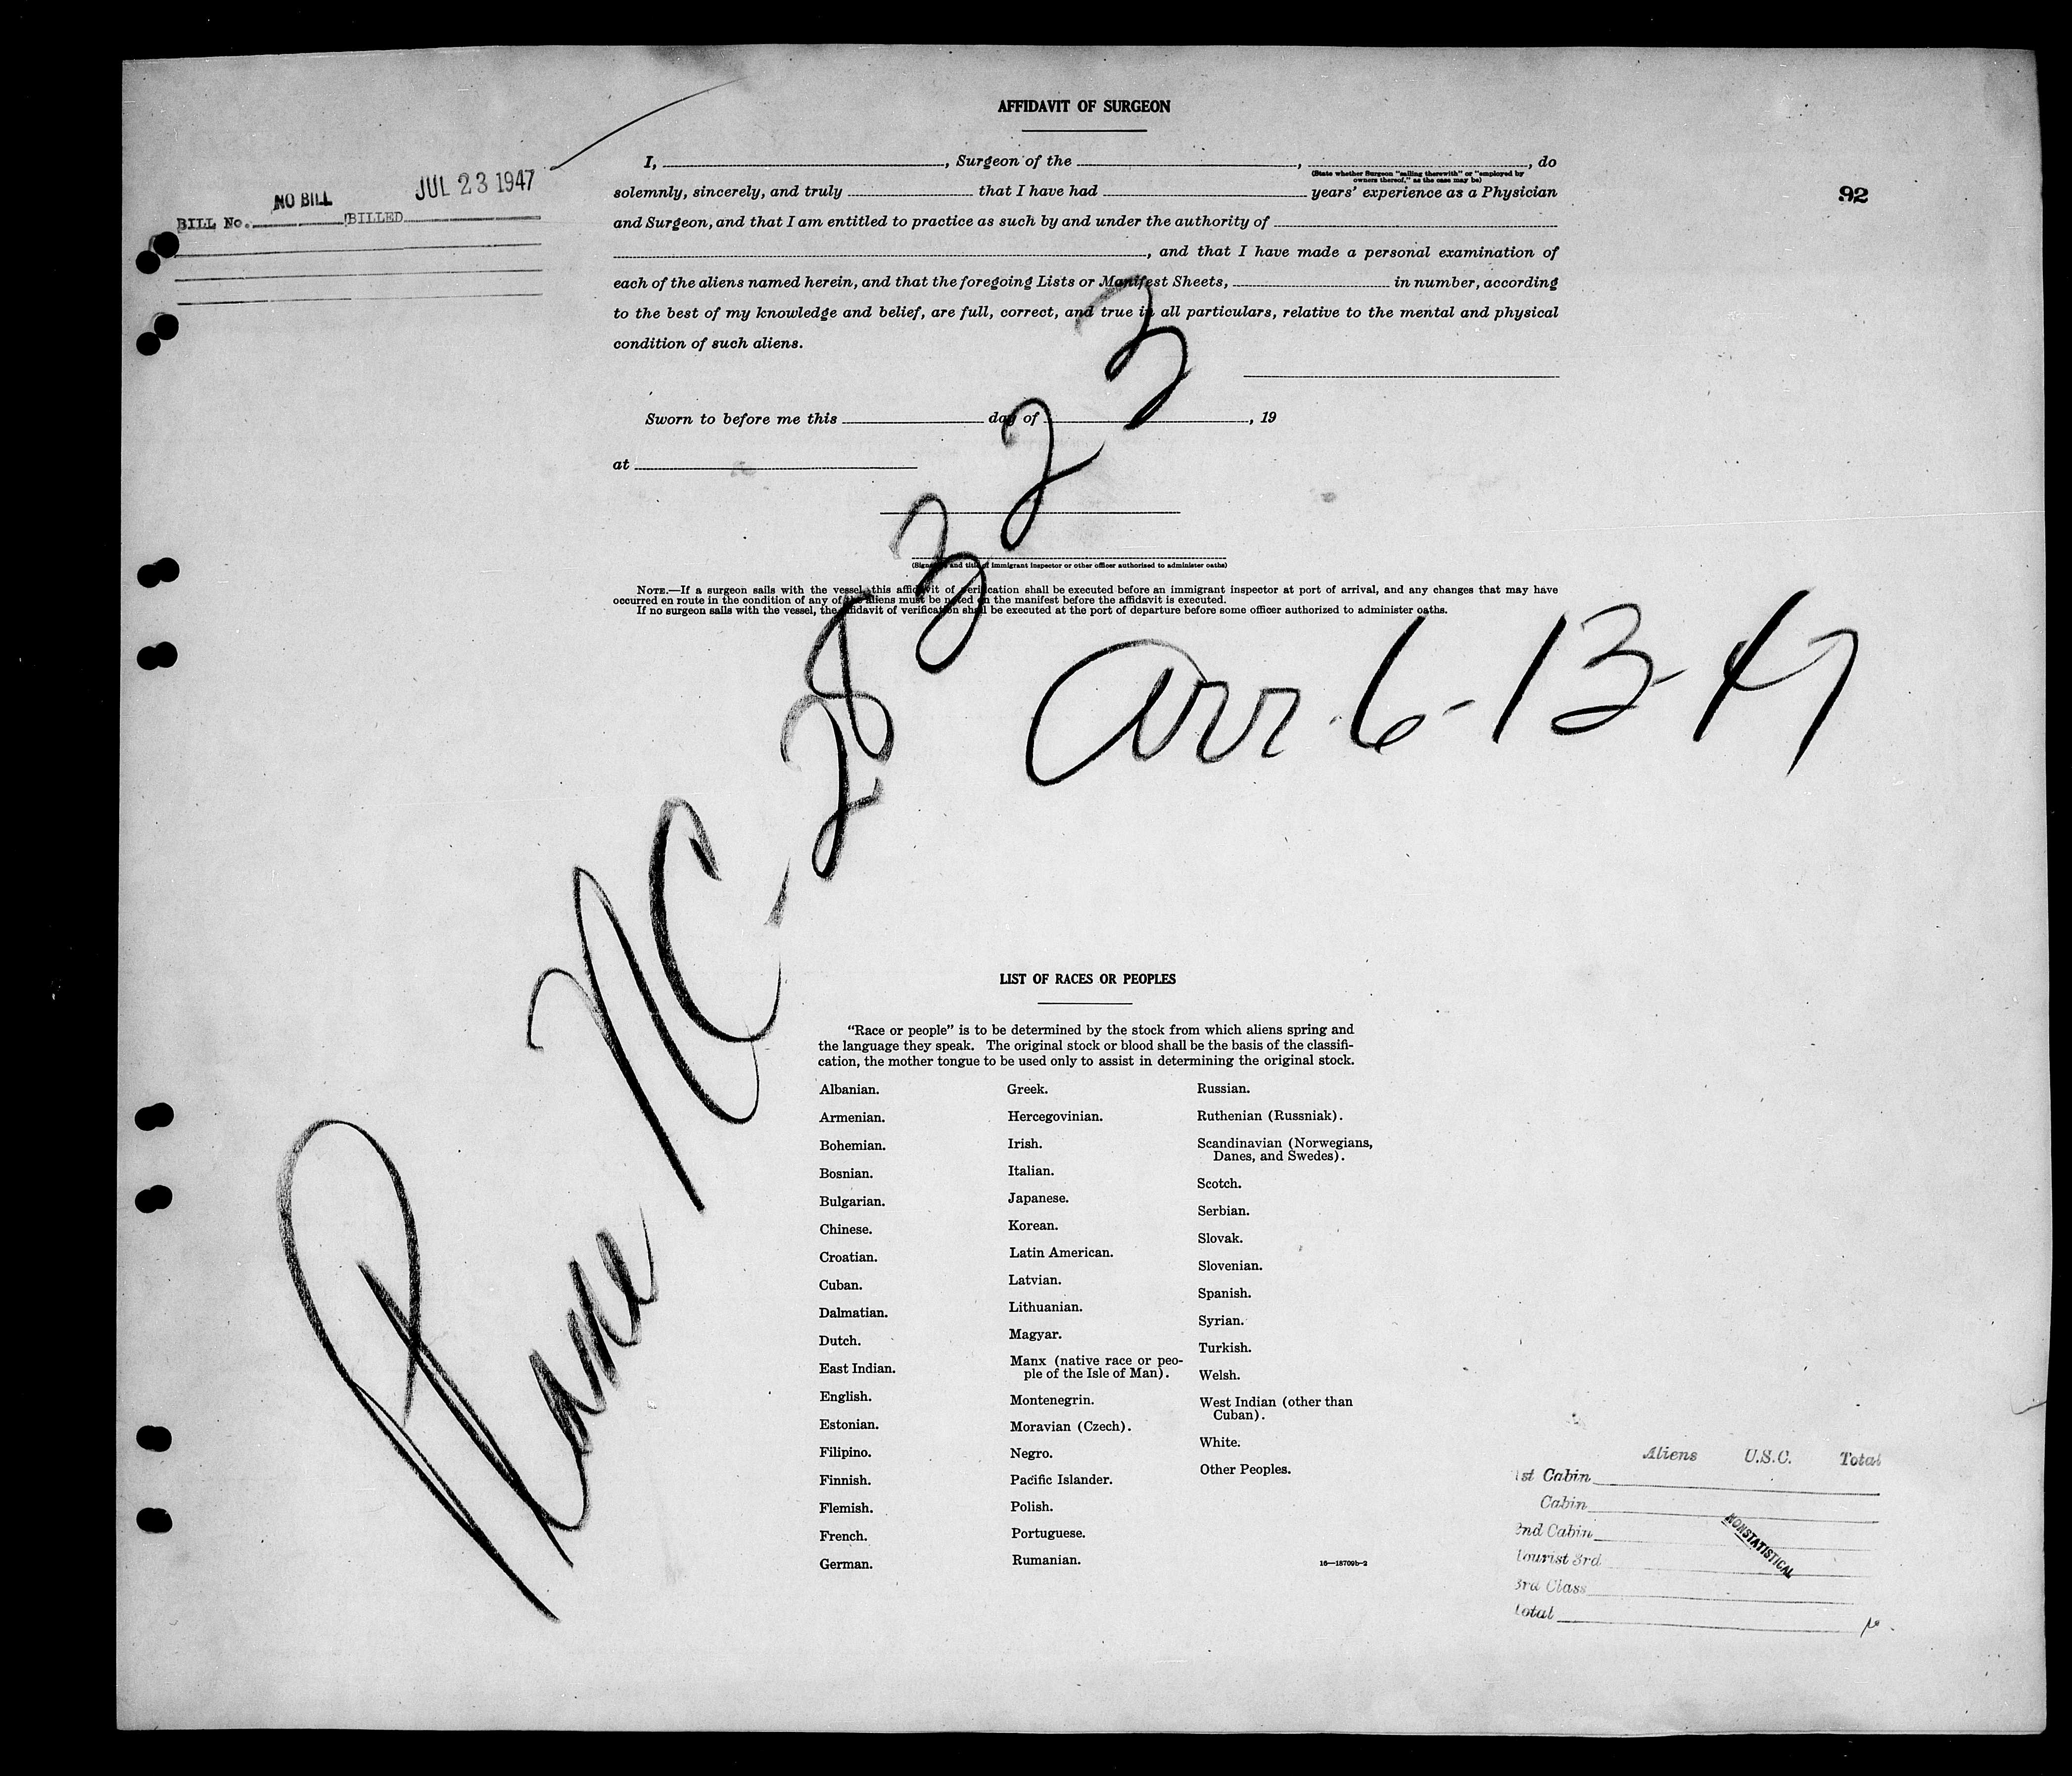 AFFIDAVIT OF SURGEON
I, , Surgeon of the , , do
(State whether Surgeon "sailing therewith" or "employed by
owners thereof," as the case may be)
solemnly, sincerely, and truly that I have had years' experience as a Physician
and Surgeon, and that I am entitled to practice as such by and under the authority of
, and that I have made a personal examination of
each of the aliens named herein, and that the foregoing Lists or Manifest Sheets, in number, according
to the best of my knowledge and belief, are full, correct, and true in all particulars, relative to the mental and physical
condition of such aliens.
NO BILL JUL 23 1947
BILL No. BILLED
92
Sworn to before me this day of , 19
at
(Signature and title of immigrant inspector or other officer authorized to administer oaths)
NOTE.—If a surgeon sails with the vessel, this affidavit of verification shall be executed before an immigrant inspector at port of arrival, and any changes that may have
occurred en route in the condition of any of the aliens must be noted on the manifest before the affidavit is executed.
If no surgeon sails with the vessel, the affidavit of verification shall be executed at the port of departure before some officer authorized to administer oaths.
Plane NC-28323
arr 6-13-47
LIST OF RACES OR PEOPLES
"Race or people" is to be determined by the stock from which aliens spring and
the language they speak. The original stock or blood shall be the basis of the classifi-
cation, the mother tongue to be used only to assist in determining the original stock.
Albanian.
Armenian.
Bohemian.
Bosnian.
Bulgarian.
Chinese.
Croatian.
Cuban.
Dalmatian.
Dutch.
East Indian.
English.
Estonian.
Filipino.
Finnish.
Flemish.
French.
German.
Greek.
Hercegovinian.
Irish.
Italian.
Japanese.
Korean.
Latin American.
Latvian.
Lithuanian.
Magyar.
Manx (native race or peo-
ple of the Isle of Man).
Montenegrin.
Moravian (Czech).
Negro.
Pacific Islander.
Polish.
Portuguese.
Rumanian.
Russian.
Ruthenian (Russniak).
Scandinavian (Norwegians,
Danes, and Swedes).
Scotch.
Serbian.
Slovak.
Slovenian.
Spanish.
Syrian.
Turkish.
Welsh.
West Indian (other than
Cuban).
White.
Other Peoples.
16—18709b-2
Aliens U.S.C. Total
1st Cabin
Cabin
2nd Cabin
Tourist 3rd
3rd Class
Total
NONSTATISTICAL